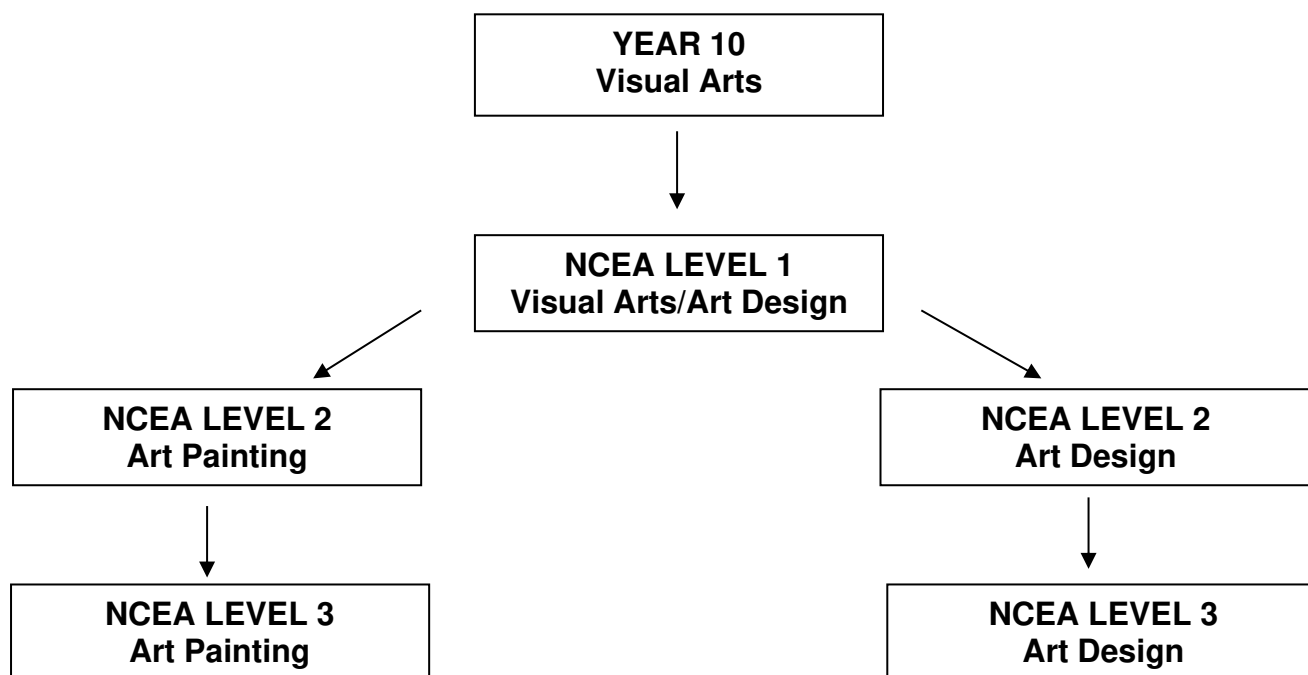 YEAR 10
Visual Arts
NCEA LEVEL 1
Visual Arts/Art Design
NCEA LEVEL 2
Art Painting
NCEA LEVEL 2
Art Design
NCEA LEVEL 3
Art Painting
NCEA LEVEL 3
Art Design